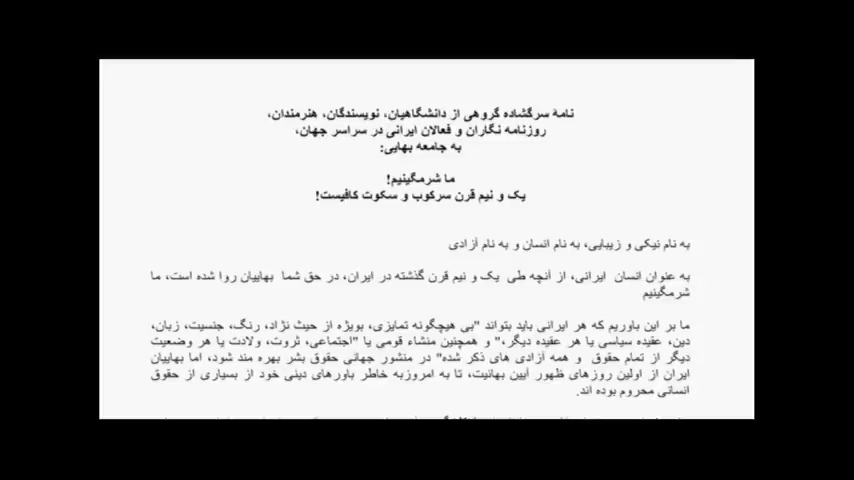 نامهٔ سرگشاده گروهی از دانشگاهیان، نویسندگان، هنرمندان،
روزنامه نگاران و فعالان ایرانی در سراسر جهان،
به جامعه بهایی:
ما شرمگینیم!
یک و نیم قرن سرکوب و سکوت کافیست!
به نام نیکی و زیبایی، به نام انسان و به نام آزادی
به عنوان انسان ایرانی، از آنچه طی یک و نیم قرن گذشته در ایران، در حق شما بهاییان روا شده است، ما
شرمگینیم
ما بر این باوریم که هر ایرانی باید بتواند "بی هیچگونه تمایزی، بویژه از حیث نژاد، رنگ، جنسیت، زبان،
دین، عقیده سیاسی یا هر عقیده دیگر،" و همچنین منشاء قومی یا "اجتماعی، ثروت، ولادت یا هر وضعیت
دیگر از تمام حقوق و همه آزادی های ذکر شده" در منشور جهانی حقوق بشر بهره مند شود، اما بهاییان
ایران از اولین روزهای ظهور آیین بهائیت، تا به امروزبه خاطر باورهای دینی خود از بسیاری از حقوق
انسانی محروم بوده اند.